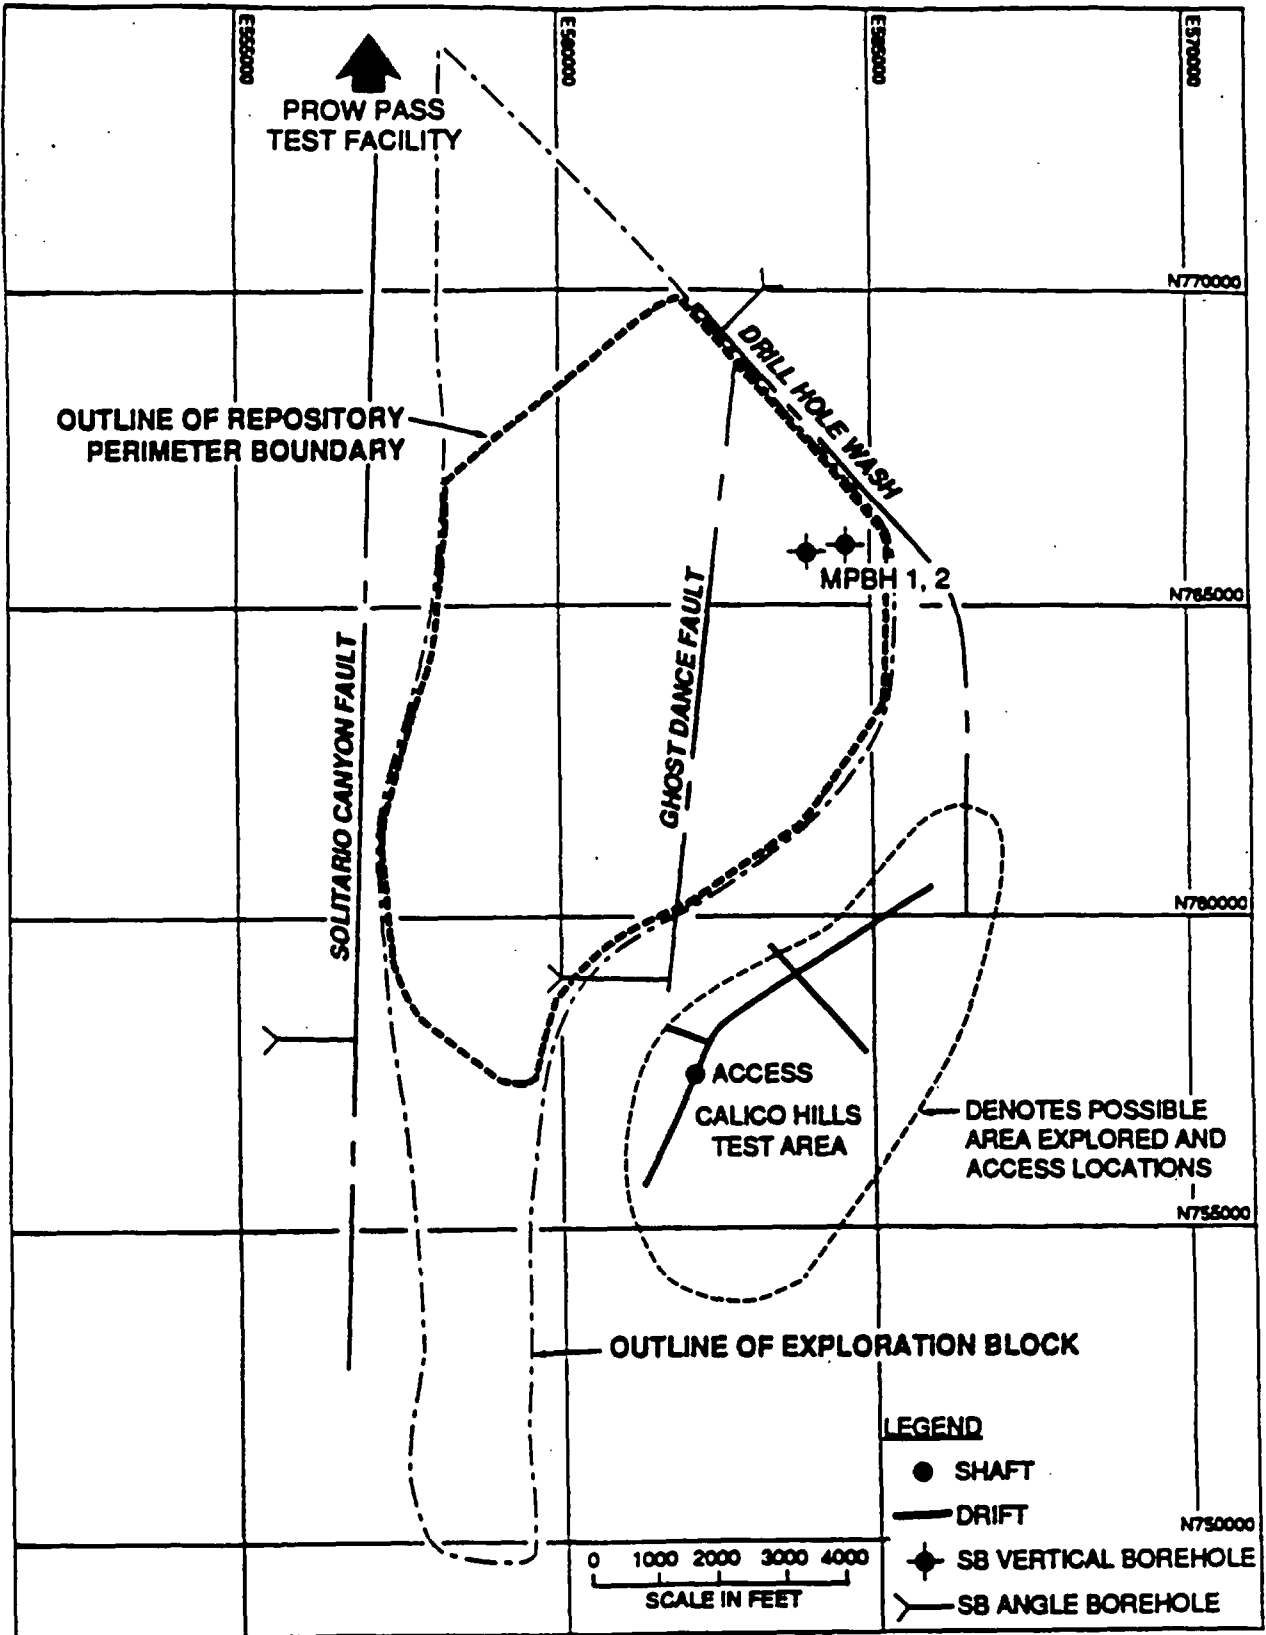 E555000
E560000
E565000
E570000
PROW PASS
TEST FACILITY
N770000
DRILL HOLE WASH
OUTLINE OF REPOSITORY
PERIMETER BOUNDARY
MPBH 1, 2
N765000
GHOST DANCE FAULT
SOLITARIO CANYON FAULT
N760000
ACCESS
CALICO HILLS
TEST AREA
DENOTES POSSIBLE
AREA EXPLORED AND
ACCESS LOCATIONS
N755000
OUTLINE OF EXPLORATION BLOCK
LEGEND
SHAFT
DRIFT
N750000
SB VERTICAL BOREHOLE
SB ANGLE BOREHOLE
0 1000 2000 3000 4000
SCALE IN FEET